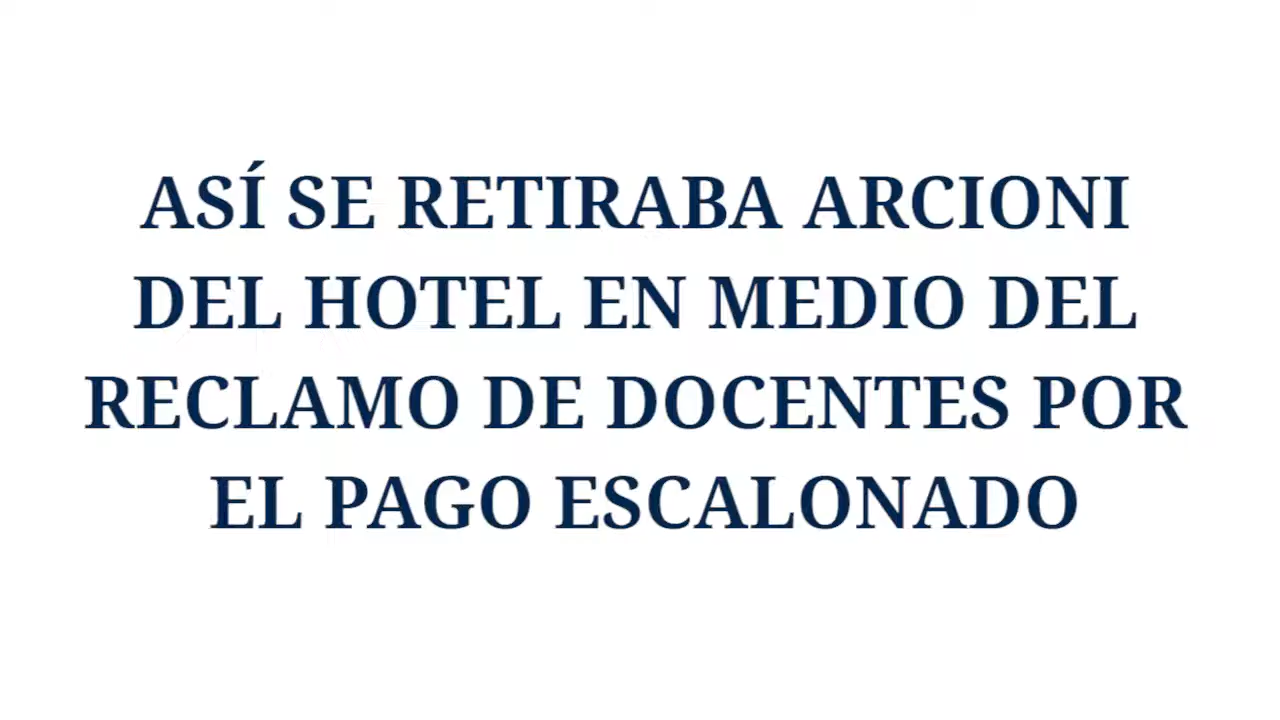 ASÍ SE RETIRABA ARCIONI
DEL HOTEL EN MEDIO DEL
RECLAMO DE DOCENTES POR
EL PAGO ESCALONADO